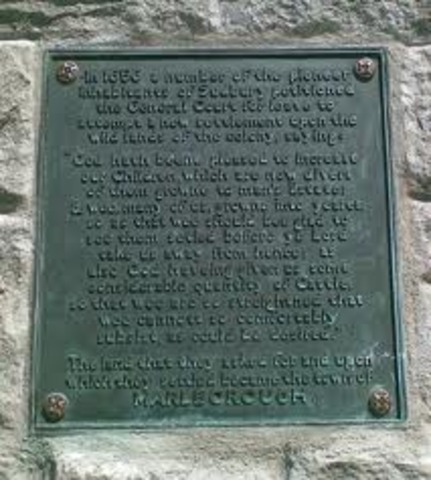 In 1656 a number of the pioneer
inhabitants of Sudbury petitioned
the General Court for leave to
attempt a new settlement upon the
wild lands of the colony, saying:
"God hath beene pleased to increase
our Children which are now divers
of them growne to man's estate;
& wee, many of us, growne into yeares,
so as that wee should bee glad to
see them settled before ye Lord
take us away from hence; as
also God haveing given us some
considerable quantity of Cattle,
so that wee are so straightened that
wee cannot so comfortably
subsist as could be desired."
The land that they asked for and upon
which they settled became the town of
MARLBOROUGH